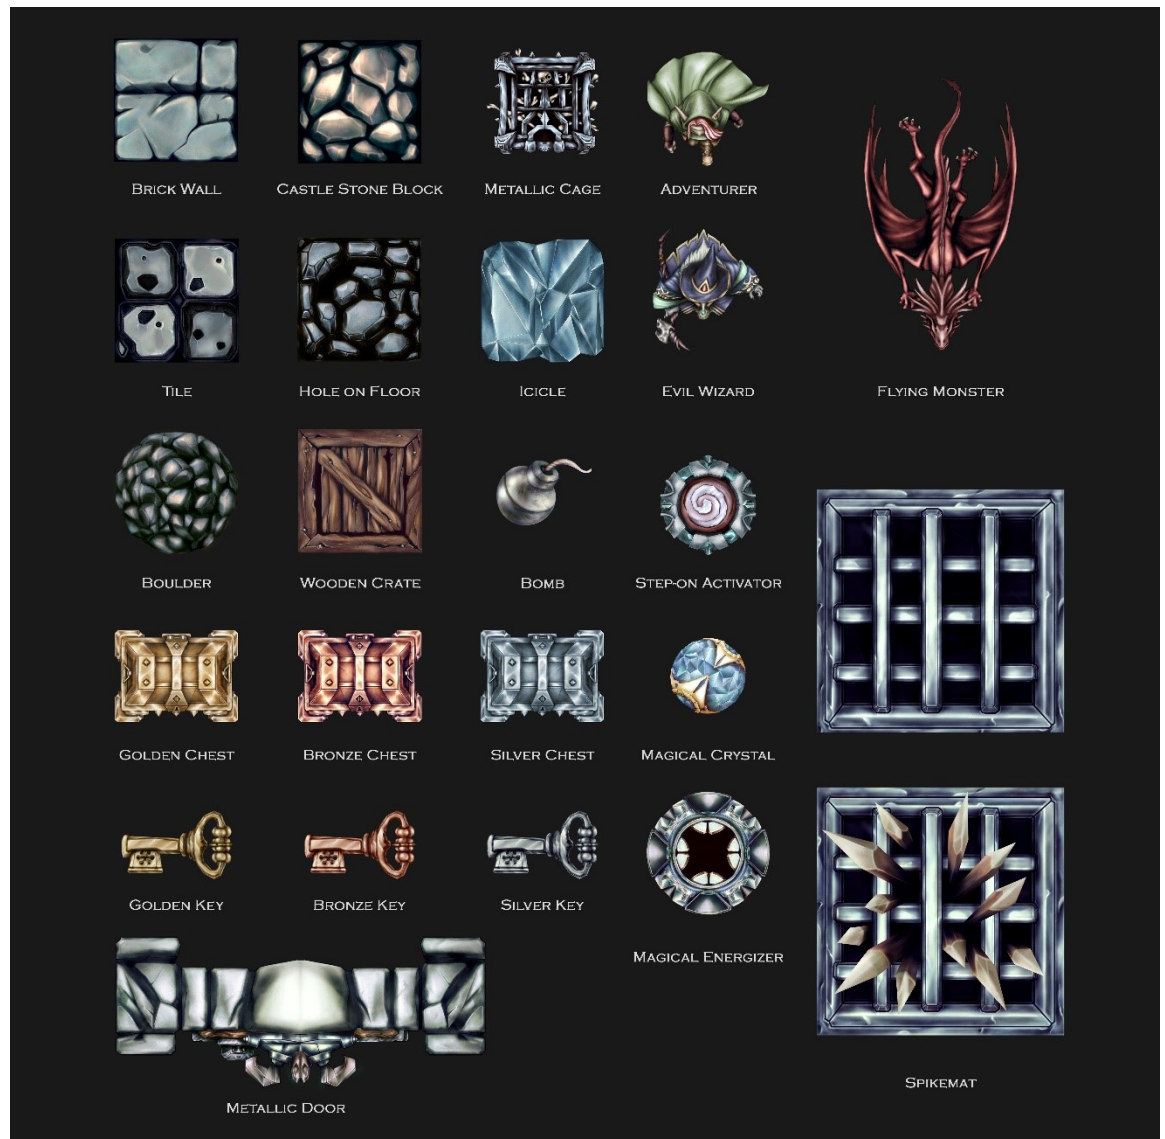 Brick Wall
Castle Stone Block
Metallic Cage
Adventurer
Tile
Hole on Floor
Icicle
Evil Wizard
Flying Monster
Boulder
Wooden Crate
Bomb
Step-on Activator
Golden Chest
Bronze Chest
Silver Chest
Magical Crystal
Golden Key
Bronze Key
Silver Key
Magical Energizer
Spikemat
Metallic Door